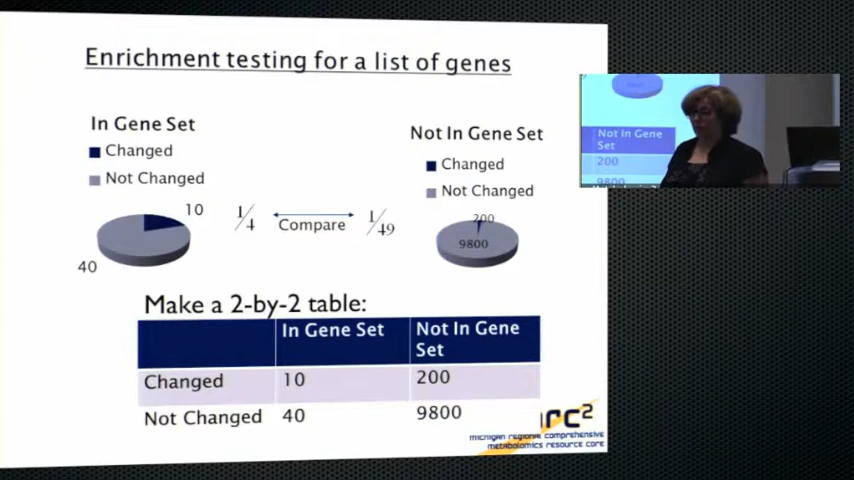 Enrichment testing for a list of genes
In Gene Set
Changed
Not Changed
10
40
1/4
Compare
1/49
Not In Gene Set
Changed
Not Changed
200
9800
Make a 2-by-2 table:
In Gene Set
Not In Gene
Set
Changed
10
200
Not Changed
40
9800
michigan regional comprehensive
metabolomics resource core
Not In Gene
Set
200
9800